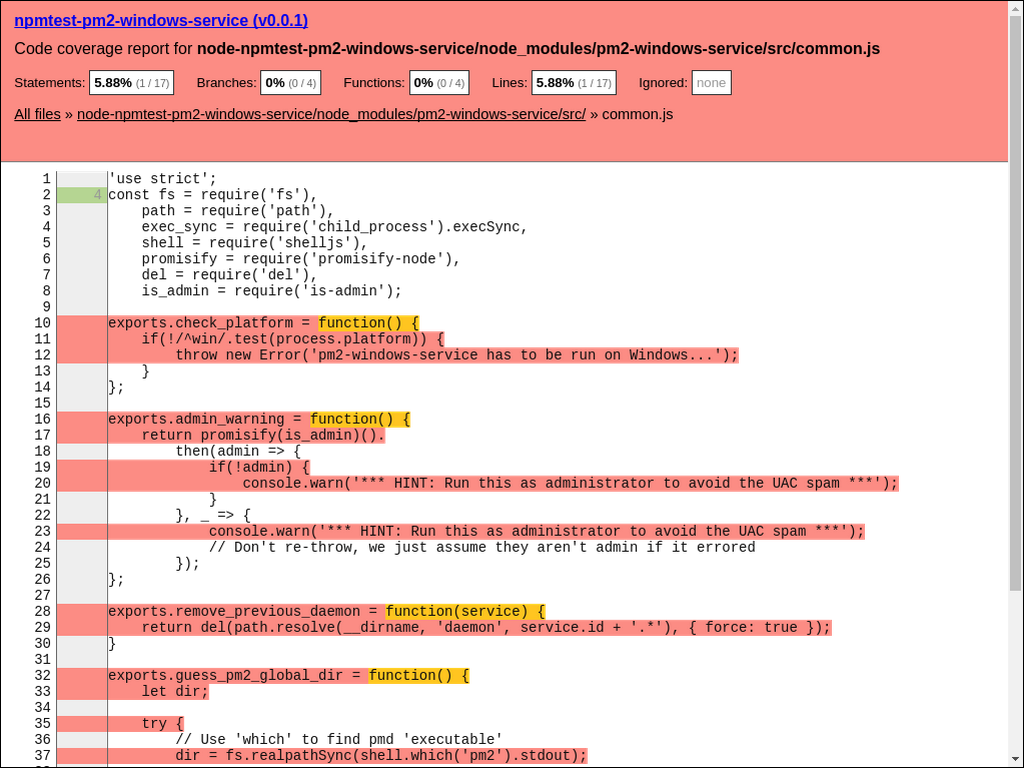 npmtest-pm2-windows-service (v0.0.1)
Code coverage report for node-npmtest-pm2-windows-service/node_modules/pm2-windows-service/src/common.js
Statements: 5.88% (1 / 17) Branches: 0% (0 / 4) Functions: 0% (0 / 4) Lines: 5.88% (1 / 17) Ignored: none
All files » node-npmtest-pm2-windows-service/node_modules/pm2-windows-service/src/ » common.js
1 'use strict';
2 4 const fs = require('fs'),
3     path = require('path'),
4     exec_sync = require('child_process').execSync,
5     shell = require('shelljs'),
6     promisify = require('promisify-node'),
7     del = require('del'),
8     is_admin = require('is-admin');
9
10 exports.check_platform = function() {
11     if(!/^win/.test(process.platform)) {
12         throw new Error('pm2-windows-service has to be run on Windows...');
13     }
14 };
15
16 exports.admin_warning = function() {
17     return promisify(is_admin)().
18         then(admin => {
19             if(!admin) {
20                 console.warn('*** HINT: Run this as administrator to avoid the UAC spam ***');
21             }
22         }, _ => {
23             console.warn('*** HINT: Run this as administrator to avoid the UAC spam ***');
24             // Don't re-throw, we just assume they aren't admin if it errored
25         });
26 };
27
28 exports.remove_previous_daemon = function(service) {
29     return del(path.resolve(__dirname, 'daemon', service.id + '.*'), { force: true });
30 }
31
32 exports.guess_pm2_global_dir = function() {
33     let dir;
34
35     try {
36         // Use 'which' to find pmd 'executable'
37         dir = fs.realpathSync(shell.which('pm2').stdout);